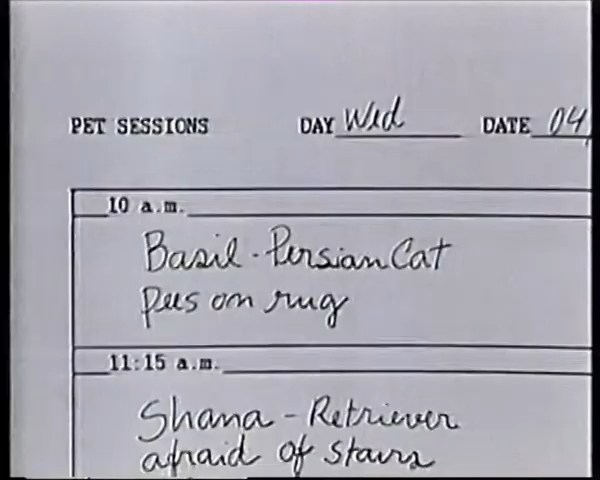 PET SESSIONS DAY Wed DATE 04
10 a.m.
Basil - Persian Cat
pees on rug
11:15 a.m.
Shana - Retriever
afraid of stairs